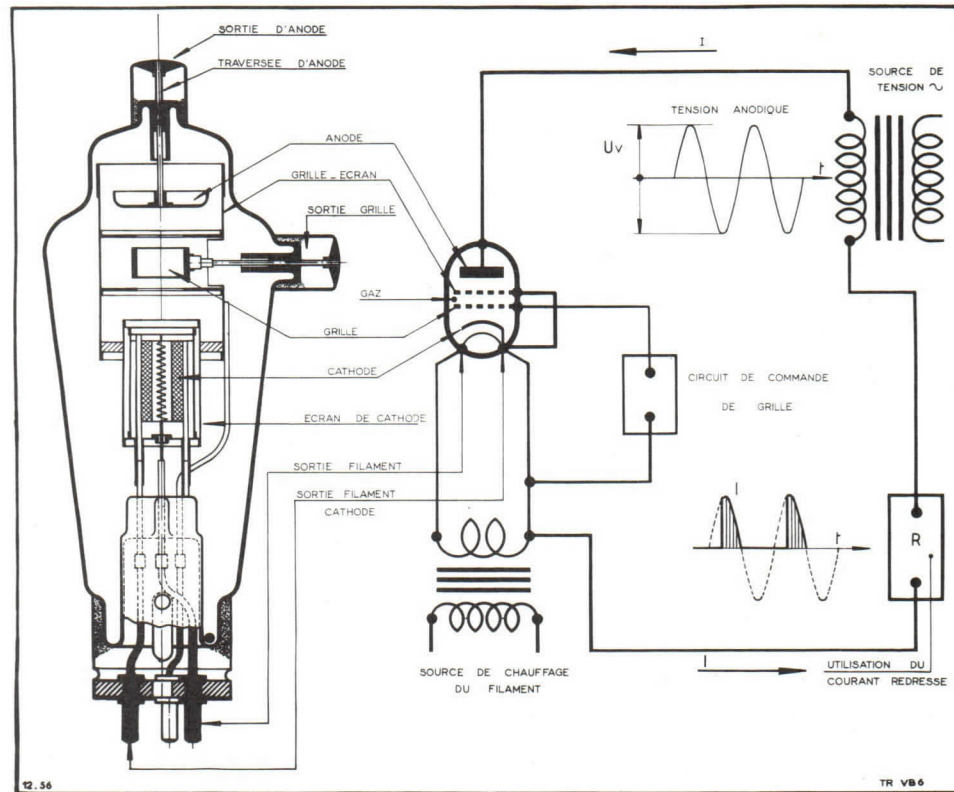 SORTIE D'ANODE
TRAVERSEE D'ANODE
ANODE
GRILLE_ECRAN
SORTIE GRILLE
GAZ
GRILLE
CATHODE
ECRAN DE CATHODE
SORTIE FILAMENT
SORTIE FILAMENT
CATHODE
I
SOURCE DE
TENSION ∿
TENSION ANODIQUE
Uv
t
CIRCUIT DE COMMANDE
DE GRILLE
I
t
R
SOURCE DE CHAUFFAGE
DU FILAMENT
I
UTILISATION DU
COURANT REDRESSE
12.56
TR VB6